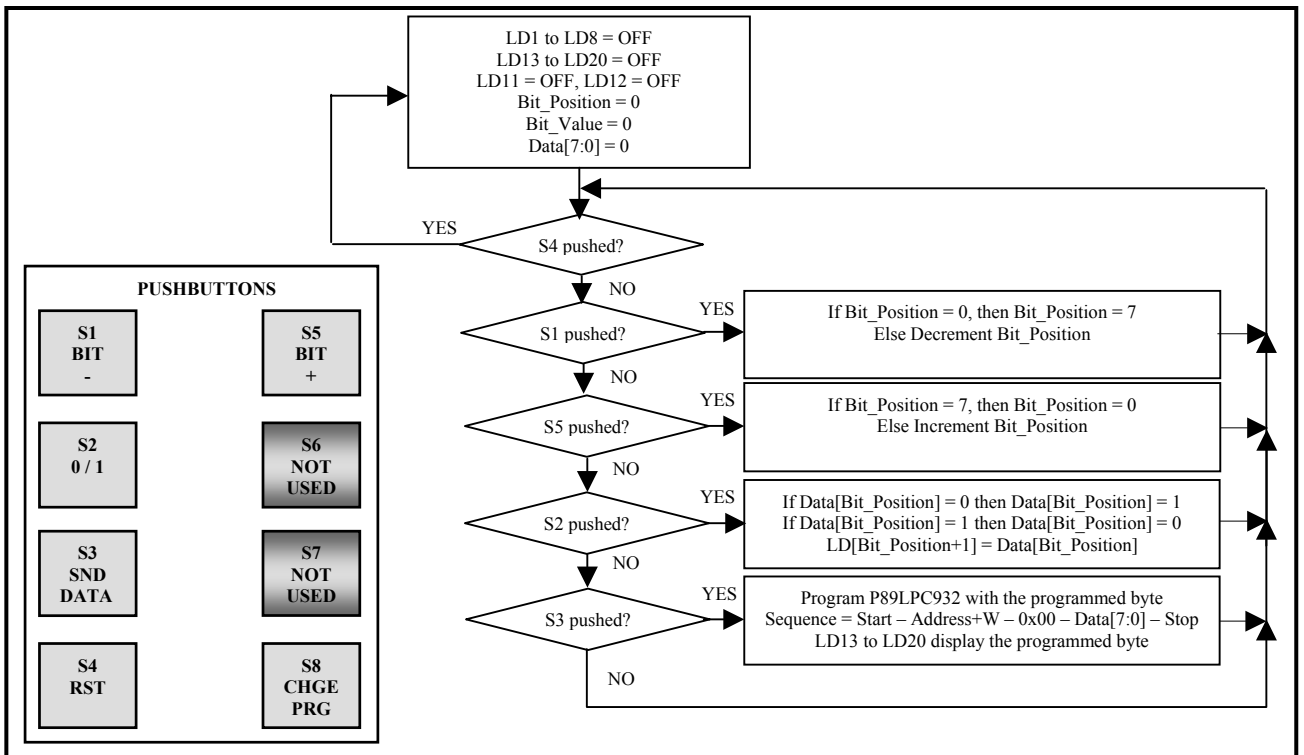 LD1 to LD8 = OFF
LD13 to LD20 = OFF
LD11 = OFF, LD12 = OFF
Bit_Position = 0
Bit_Value = 0
Data[7:0] = 0
YES
S4 pushed?
NO
S1 pushed?
YES
If Bit_Position = 0, then Bit_Position = 7
Else Decrement Bit_Position
NO
S5 pushed?
YES
If Bit_Position = 7, then Bit_Position = 0
Else Increment Bit_Position
NO
S2 pushed?
YES
If Data[Bit_Position] = 0 then Data[Bit_Position] = 1
If Data[Bit_Position] = 1 then Data[Bit_Position] = 0
LD[Bit_Position+1] = Data[Bit_Position]
NO
S3 pushed?
YES
Program P89LPC932 with the programmed byte
Sequence = Start – Address+W – 0x00 – Data[7:0] – Stop
LD13 to LD20 display the programmed byte
NO
PUSHBUTTONS
S1
BIT
-
S5
BIT
+
S2
0 / 1
S6
NOT
USED
S3
SND
DATA
S7
NOT
USED
S4
RST
S8
CHGE
PRG